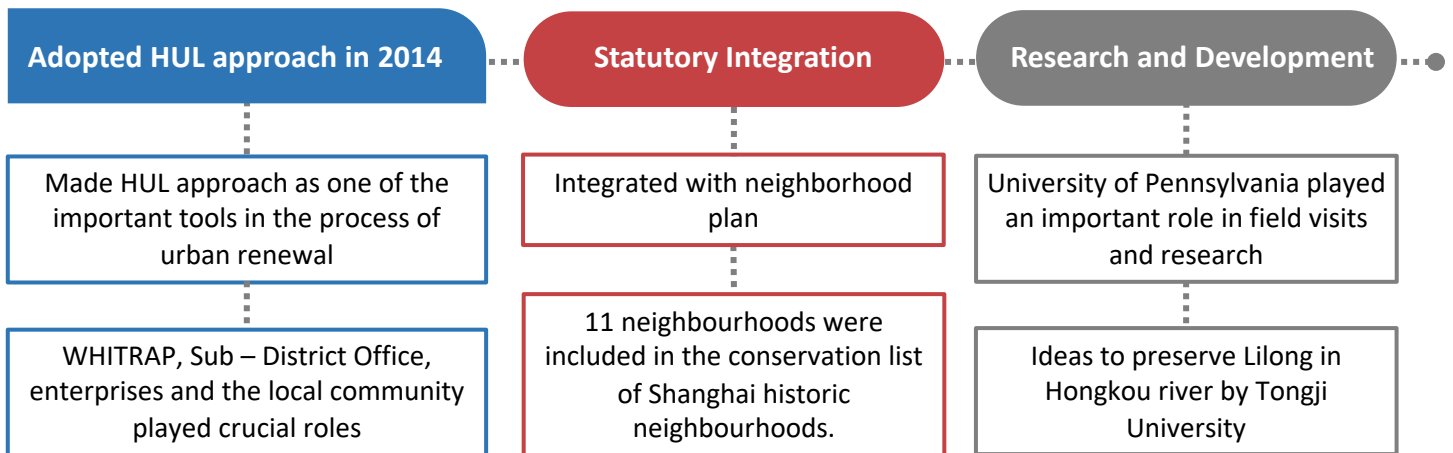 Adopted HUL approach in 2014
Statutory Integration
Research and Development
Made HUL approach as one of the
important tools in the process of
urban renewal
WHITRAP, Sub – District Office,
enterprises and the local community
played crucial roles
Integrated with neighborhood
plan
11 neighbourhoods were
included in the conservation list
of Shanghai historic
neighbourhoods.
University of Pennsylvania played
an important role in field visits
and research
Ideas to preserve Lilong in
Hongkou river by Tongji
University